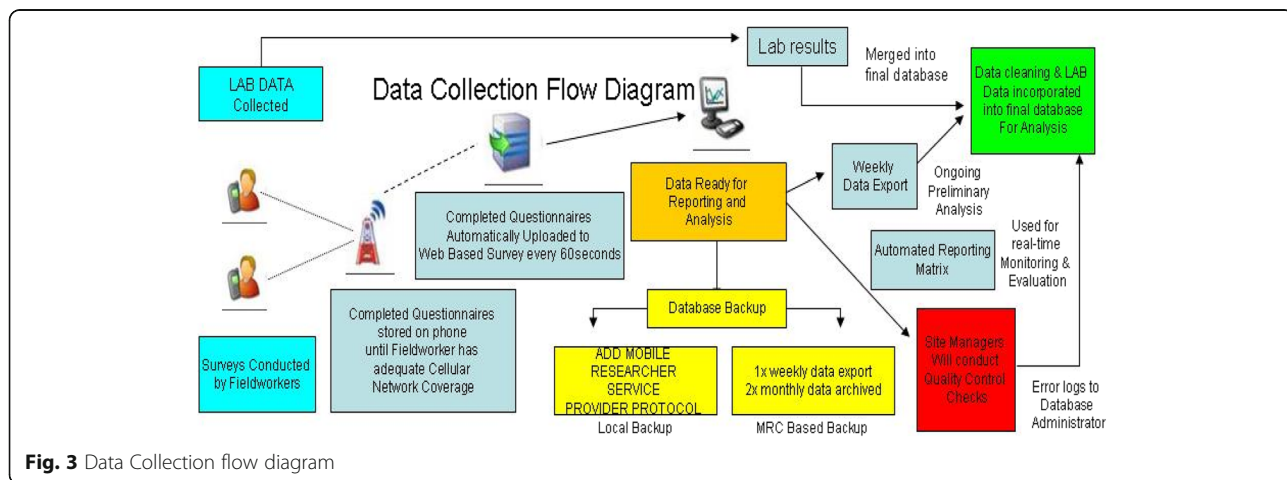 LAB DATA
Collected
Lab results
Merged into
final database
Data cleaning & LAB
Data incorporated
into final database
For Analysis
Data Collection Flow Diagram
Completed Questionnaires
Automatically Uploaded to
Web Based Survey every 60seconds
Data Ready for
Reporting and
Analysis
Weekly
Data Export
Ongoing
Preliminary
Analysis
Automated Reporting
Matrix
Used for
real-time
Monitoring &
Evaluation
Surveys Conducted
by Fieldworkers
Completed Questionnaires
stored on phone
until Fieldworker has
adequate Cellular
Network Coverage
Database Backup
ADD MOBILE
RESEARCHER
SERVICE
PROVIDER PROTOCOL
Local Backup
1x weekly data export
2x monthly data archived
MRC Based Backup
Site Managers
Will conduct
Quality Control
Checks
Error logs to
Database
Administrator
Fig. 3 Data Collection flow diagram